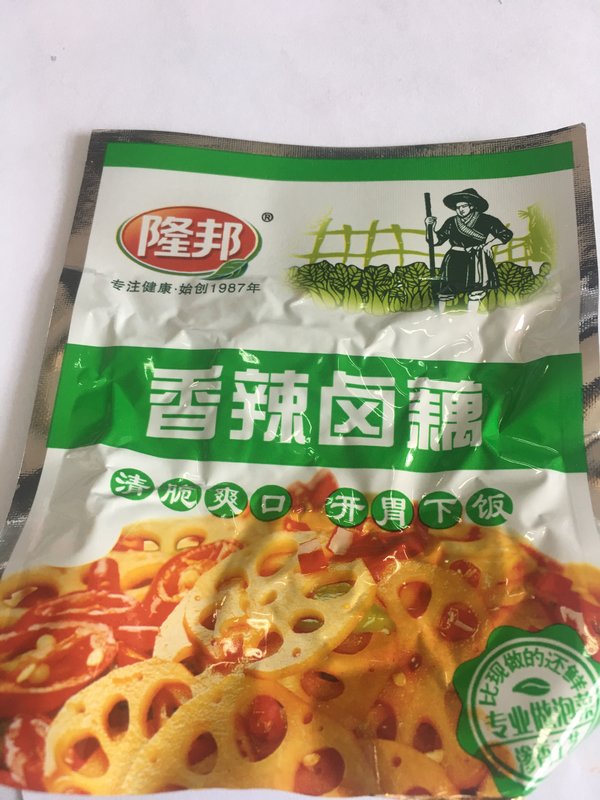 隆邦®
专注健康·始创1987年
香辣卤藕
清脆爽口 开胃下饭
比现做的还鲜
专业做泡